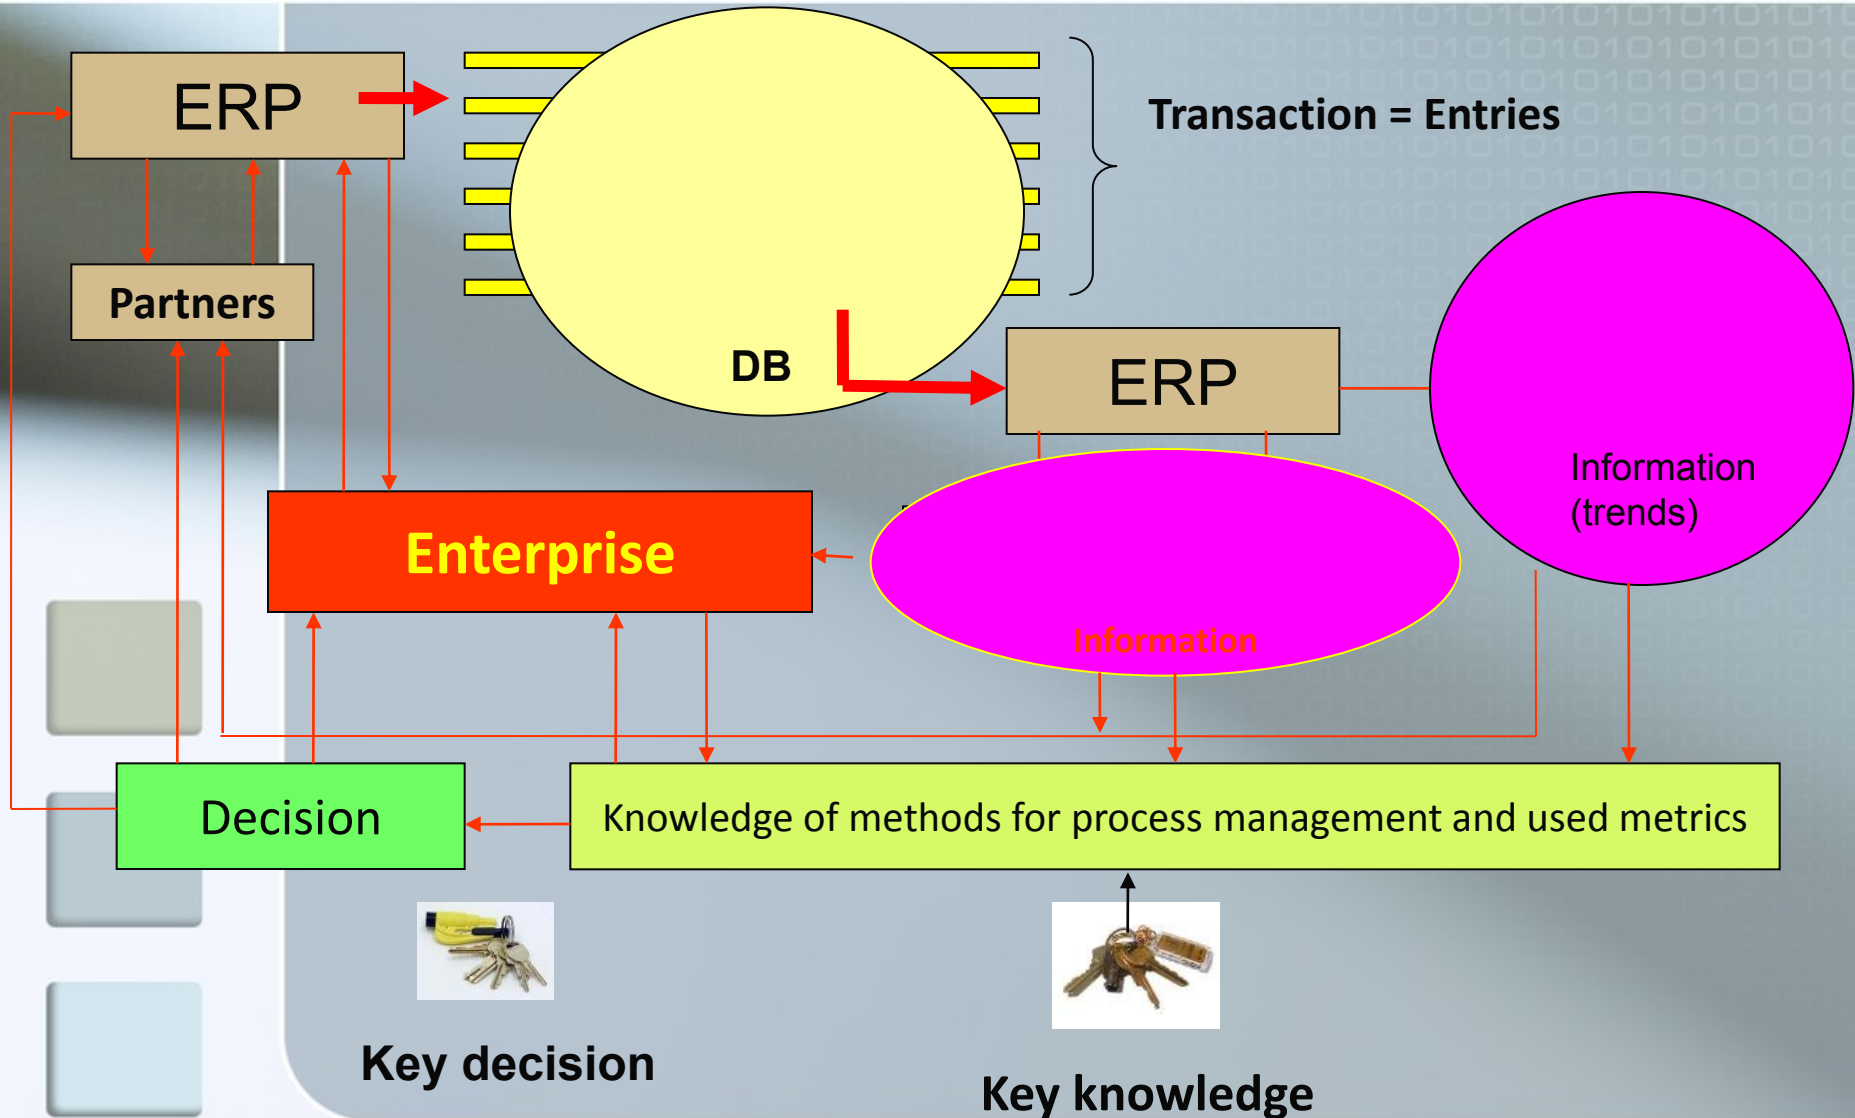 ERP
Transaction = Entries
Partners
DB
ERP
Information
(trends)
Enterprise
Information
Decision
Knowledge of methods for process management and used metrics
Key decision
Key knowledge